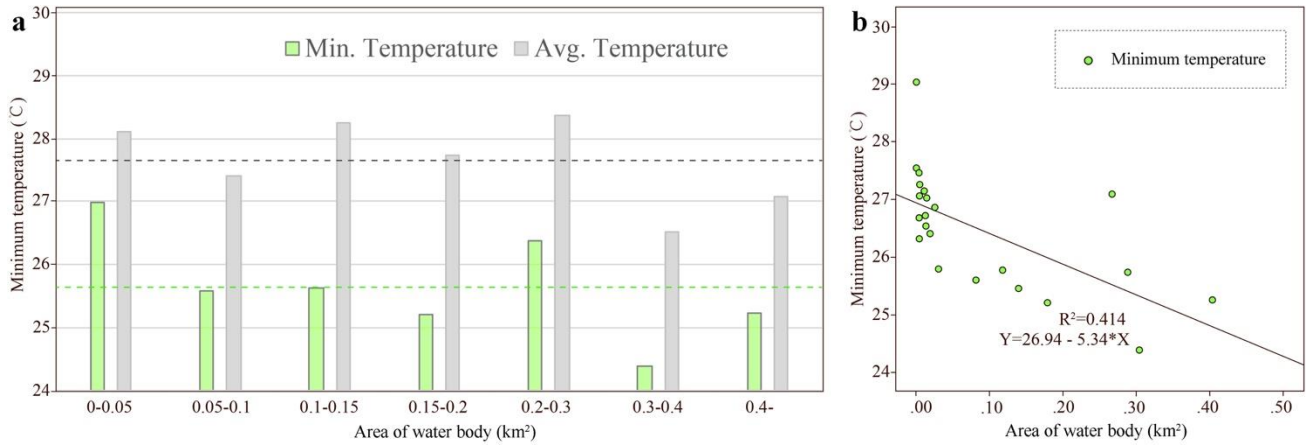 a
30
29
28
27
26
25
24
Minimum temperature (℃)
Min. Temperature
Avg. Temperature
0-0.05
0.05-0.1
0.1-0.15
0.15-0.2
0.2-0.3
0.3-0.4
0.4-
Area of water body (km²)
b
30
29
28
27
26
25
24
Minimum temperature (℃)
Minimum temperature
R²=0.414
Y=26.94 - 5.34*X
.00
.10
.20
.30
.40
.50
Area of water body (km²)